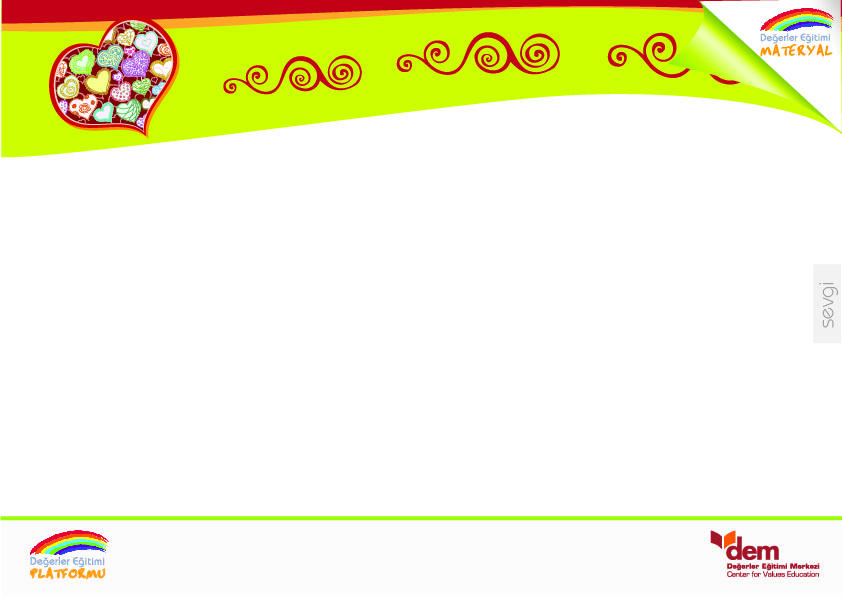 Değerler Eğitimi
MATERYAL
sevgi
Değerler Eğitimi
PLATFORMU
dem
Değerler Eğitimi Merkezi
Center for Values Education